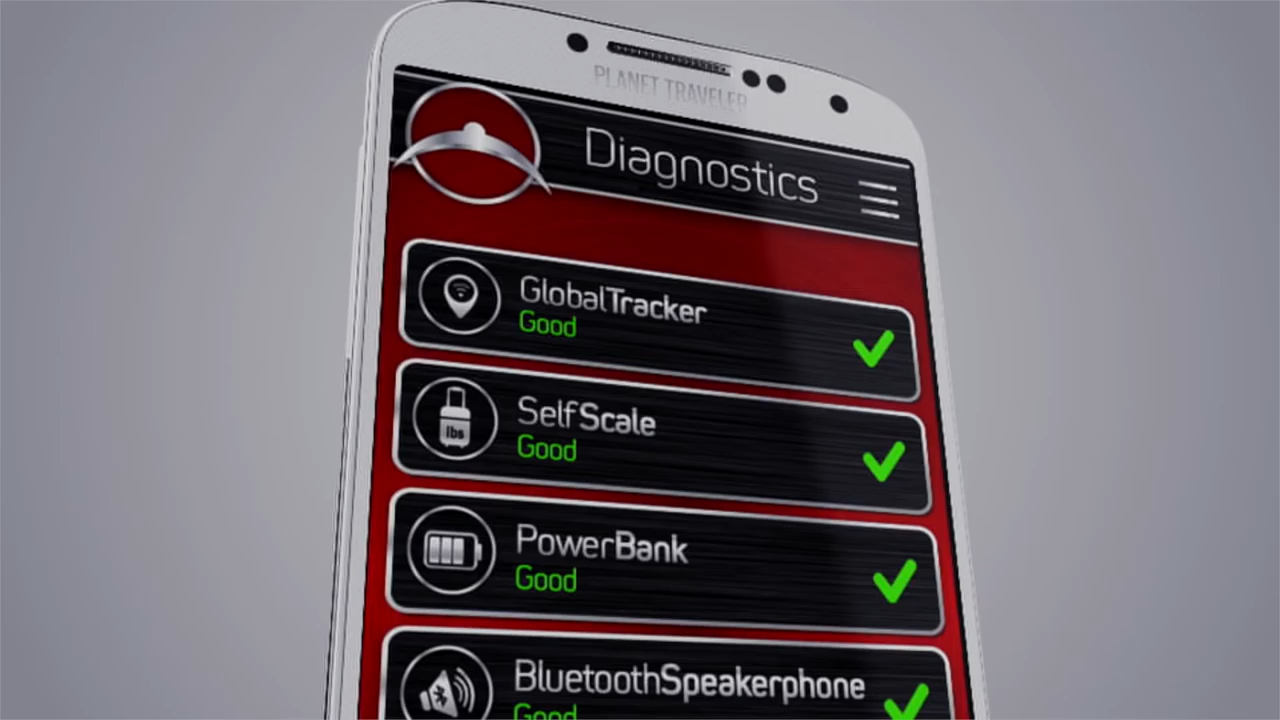 PLANET TRAVELER
Diagnostics
GlobalTracker
Good
SelfScale
lbs
Good
PowerBank
Good
BluetoothSpeakerphone
Good